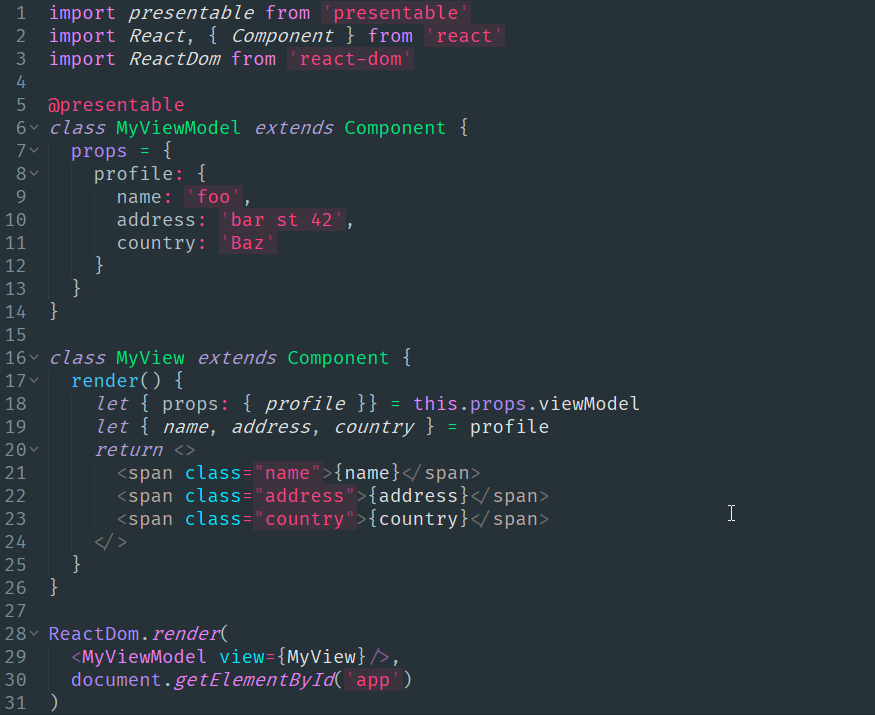 1 import presentable from 'presentable'
2 import React, { Component } from 'react'
3 import ReactDom from 'react-dom'
4
5 @presentable
6 class MyViewModel extends Component {
7   props = {
8     profile: {
9       name: 'foo',
10       address: 'bar st 42',
11       country: 'Baz'
12     }
13   }
14 }
15
16 class MyView extends Component {
17   render() {
18     let { props: { profile }} = this.props.viewModel
19     let { name, address, country } = profile
20     return <>
21       <span class="name">{name}</span>
22       <span class="address">{address}</span>
23       <span class="country">{country}</span>
24     </>
25   }
26 }
27
28 ReactDom.render(
29   <MyViewModel view={MyView}/>,
30   document.getElementById('app')
31 )